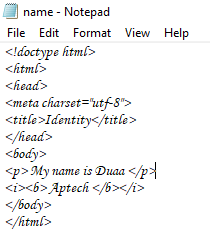 name - Notepad
File Edit Format View Help
<!doctype html>
<html>
<head>
<meta charset="utf-8">
<title>Identity</title>
</head>
<body>
<p> My name is Duaa </p>
<i><b> Aptech </b></i>
</body>
</html>